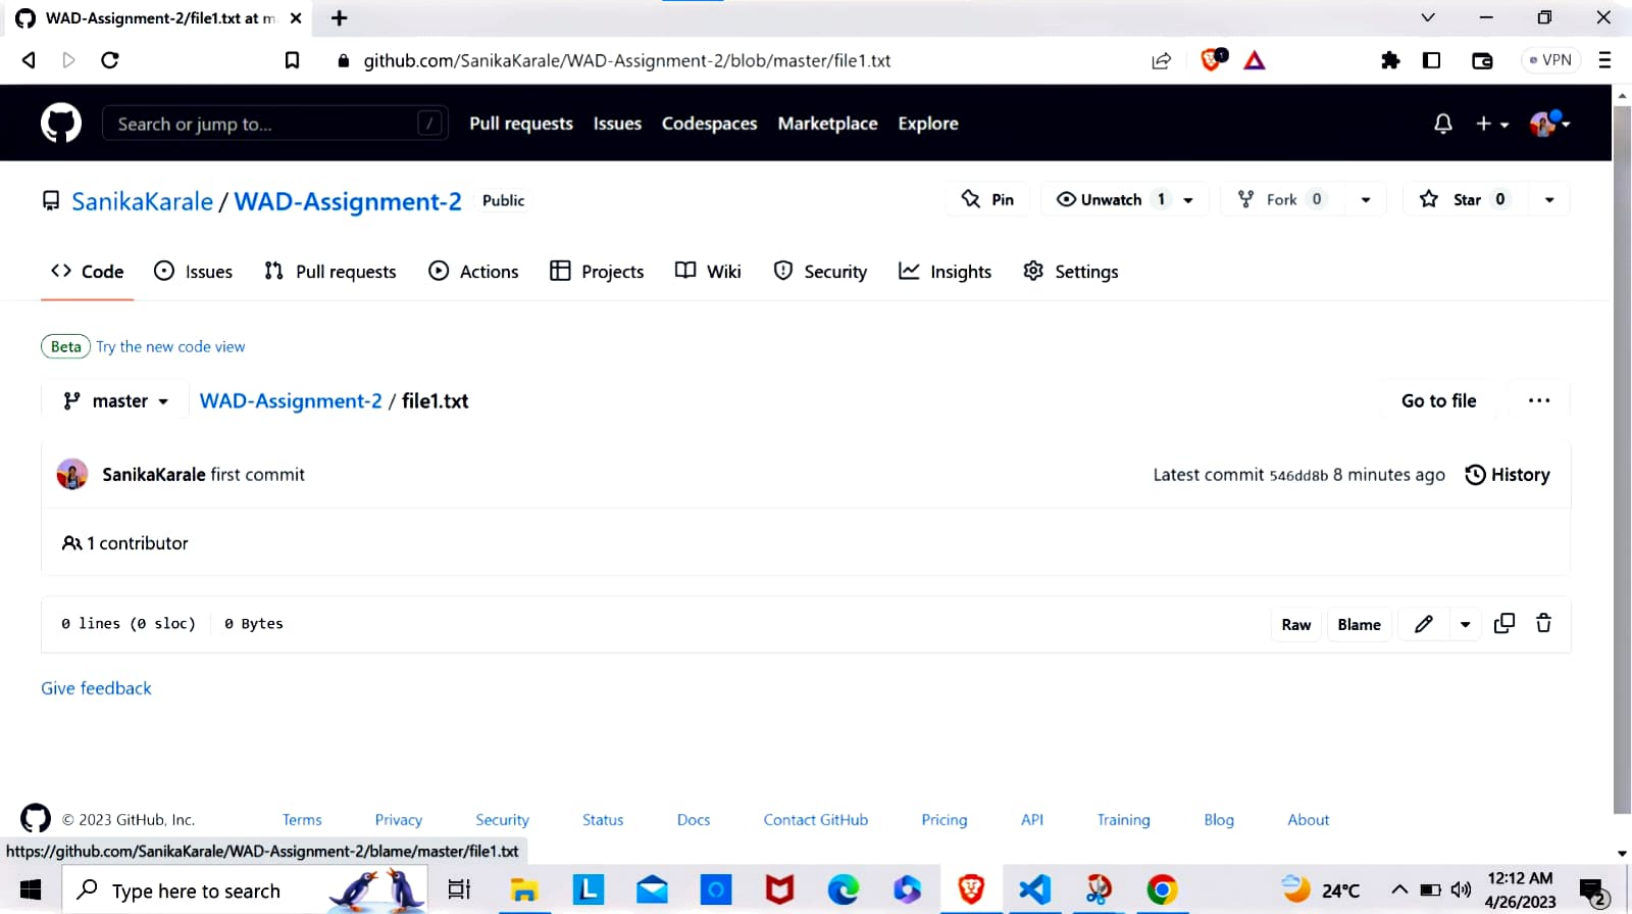 WAD-Assignment-2/file1.txt at m
github.com/SanikaKarale/WAD-Assignment-2/blob/master/file1.txt
1
VPN
Search or jump to... /
Pull requests Issues Codespaces Marketplace Explore
SanikaKarale / WAD-Assignment-2 Public
Pin Unwatch 1 Fork 0 Star 0
Code Issues Pull requests Actions Projects Wiki Security Insights Settings
Beta Try the new code view
master WAD-Assignment-2 / file1.txt Go to file
SanikaKarale first commit Latest commit 546dd8b 8 minutes ago History
1 contributor
0 lines (0 sloc) 0 Bytes Raw Blame
Give feedback
© 2023 GitHub, Inc. Terms Privacy Security Status Docs Contact GitHub Pricing API Training Blog About
https://github.com/SanikaKarale/WAD-Assignment-2/blame/master/file1.txt
Type here to search L 24°C
12:12 AM
4/26/2023
2